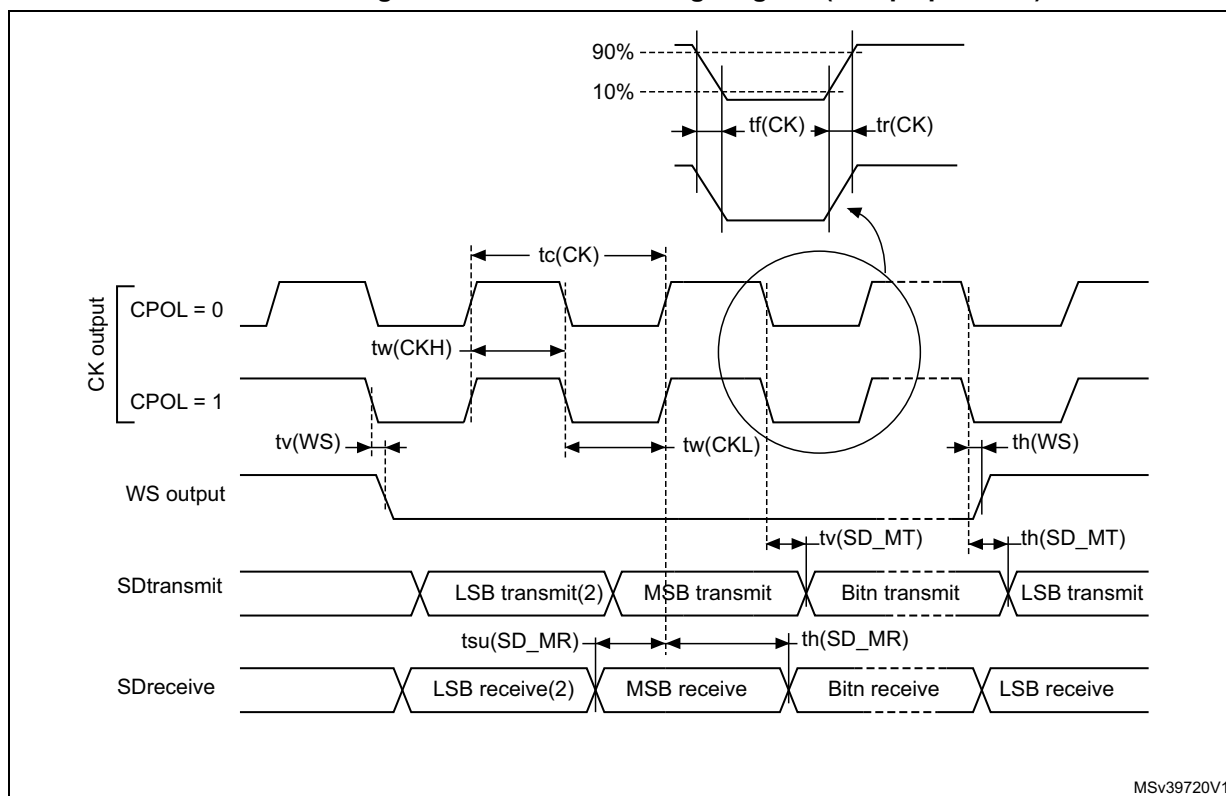 90%
10%
tf(CK)
tr(CK)
tc(CK)
CK output
CPOL = 0
tw(CKH)
CPOL = 1
tv(WS)
tw(CKL)
th(WS)
WS output
tv(SD_MT)
th(SD_MT)
SDtransmit
LSB transmit(2)
MSB transmit
Bitn transmit
LSB transmit
tsu(SD_MR)
th(SD_MR)
SDreceive
LSB receive(2)
MSB receive
Bitn receive
LSB receive
MSv39720V1